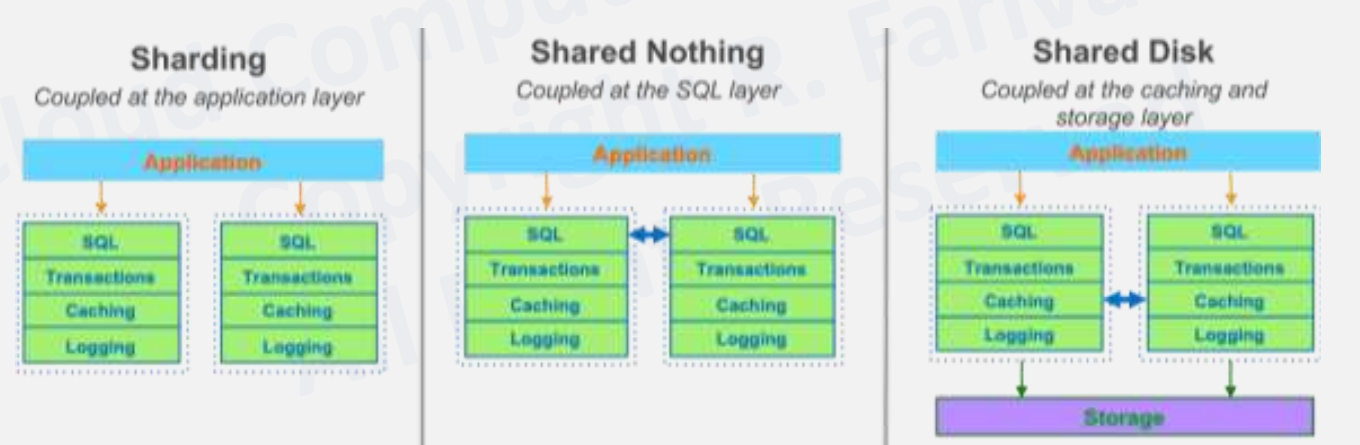 Sharding
Coupled at the application layer
Application
SQL
Transactions
Caching
Logging
SQL
Transactions
Caching
Logging
Shared Nothing
Coupled at the SQL layer
Application
SQL
Transactions
Caching
Logging
SQL
Transactions
Caching
Logging
Shared Disk
Coupled at the caching and
storage layer
Application
SQL
Transactions
Caching
Logging
SQL
Transactions
Caching
Logging
Storage
Copyright R.